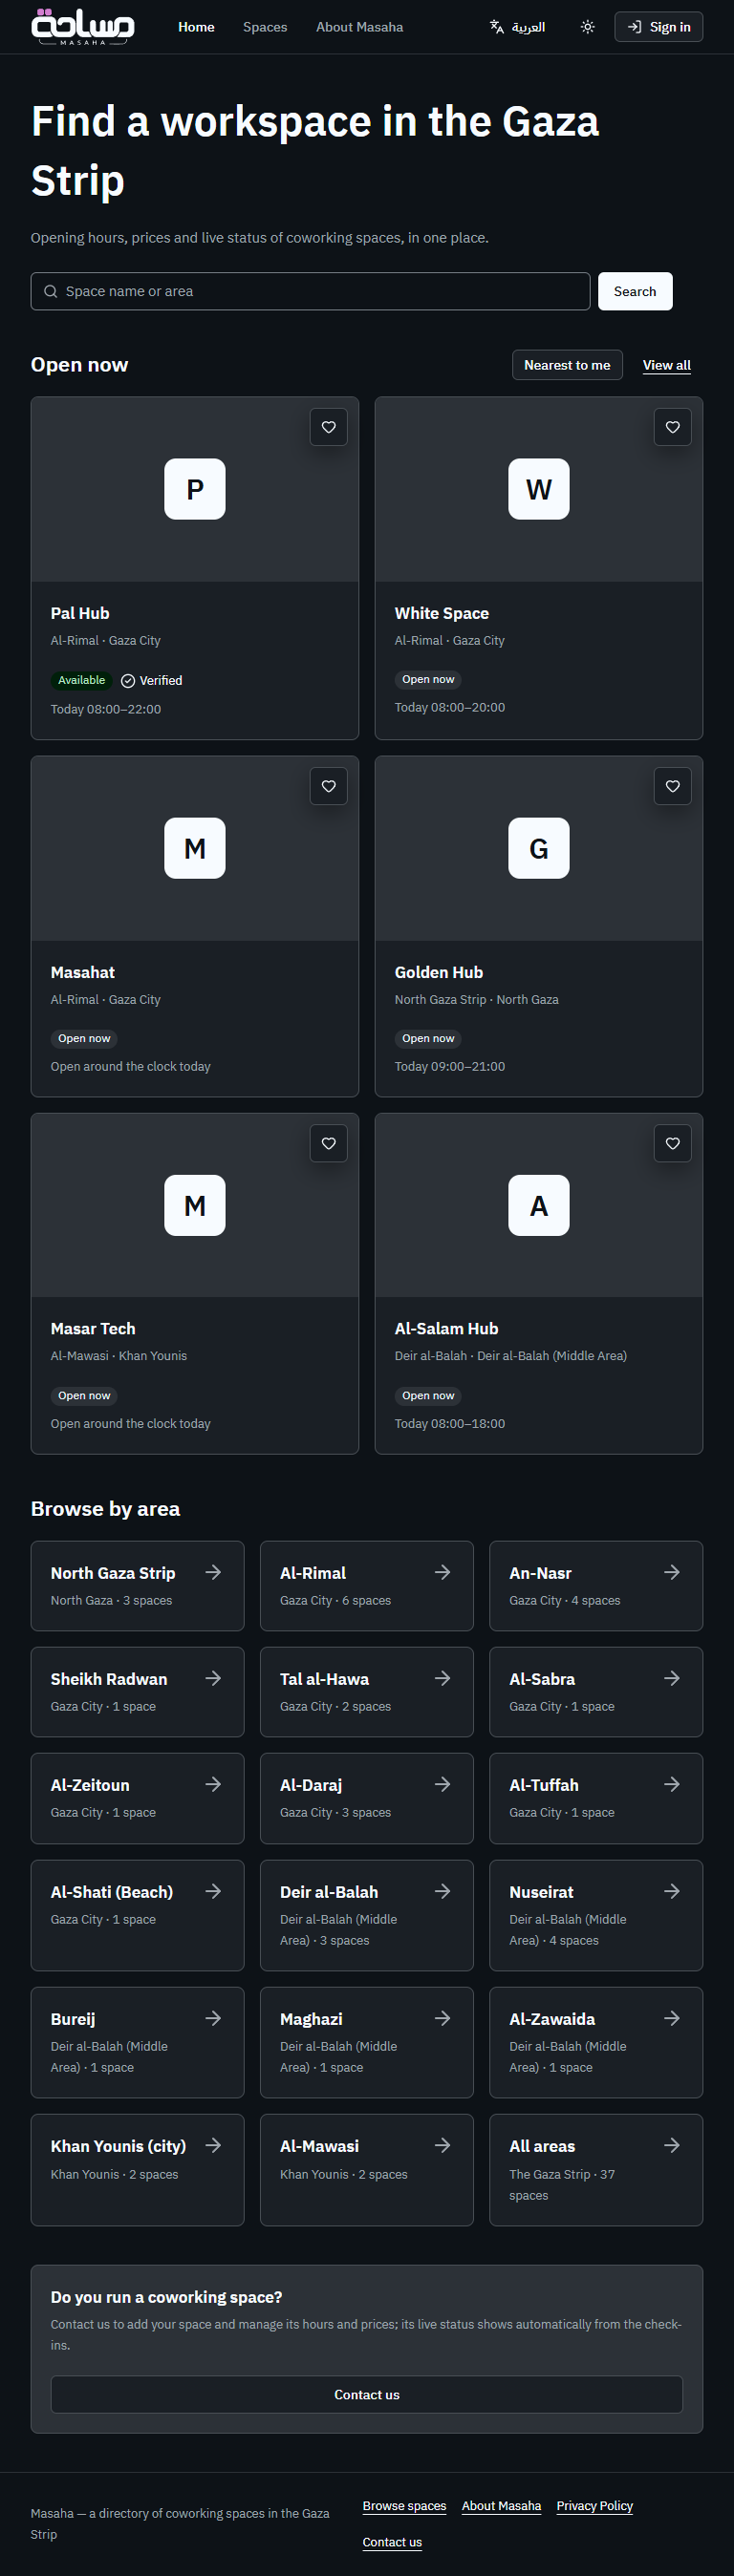 مساحة
MASAHA
Home
Spaces
About Masaha
العربية
Sign in
Find a workspace in the Gaza
Strip
Opening hours, prices and live status of coworking spaces, in one place.
Space name or area
Search
Open now
Nearest to me
View all
P
Pal Hub
Al-Rimal · Gaza City
Available
Verified
Today 08:00–22:00
W
White Space
Al-Rimal · Gaza City
Open now
Today 08:00–20:00
M
Masahat
Al-Rimal · Gaza City
Open now
Open around the clock today
G
Golden Hub
North Gaza Strip · North Gaza
Open now
Today 09:00–21:00
M
Masar Tech
Al-Mawasi · Khan Younis
Open now
Open around the clock today
A
Al-Salam Hub
Deir al-Balah · Deir al-Balah (Middle Area)
Open now
Today 08:00–18:00
Browse by area
North Gaza Strip
North Gaza · 3 spaces
Al-Rimal
Gaza City · 6 spaces
An-Nasr
Gaza City · 4 spaces
Sheikh Radwan
Gaza City · 1 space
Tal al-Hawa
Gaza City · 2 spaces
Al-Sabra
Gaza City · 1 space
Al-Zeitoun
Gaza City · 1 space
Al-Daraj
Gaza City · 3 spaces
Al-Tuffah
Gaza City · 1 space
Al-Shati (Beach)
Gaza City · 1 space
Deir al-Balah
Deir al-Balah (Middle
Area) · 3 spaces
Nuseirat
Deir al-Balah (Middle
Area) · 4 spaces
Bureij
Deir al-Balah (Middle
Area) · 1 space
Maghazi
Deir al-Balah (Middle
Area) · 1 space
Al-Zawaida
Deir al-Balah (Middle
Area) · 1 space
Khan Younis (city)
Khan Younis · 2 spaces
Al-Mawasi
Khan Younis · 2 spaces
All areas
The Gaza Strip · 37
spaces
Do you run a coworking space?
Contact us to add your space and manage its hours and prices; its live status shows automatically from the check-
ins.
Contact us
Masaha — a directory of coworking spaces in the Gaza
Strip
Browse spaces
About Masaha
Privacy Policy
Contact us